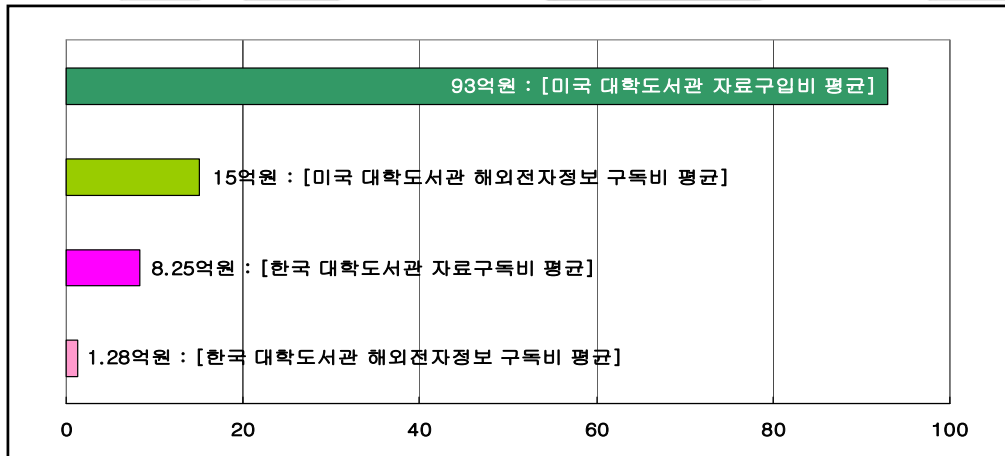 93억원 : [미국 대학도서관 자료구입비 평균]
15억원 : [미국 대학도서관 해외전자정보 구독비 평균]
8.25억원 : [한국 대학도서관 자료구독비 평균]
1.28억원 : [한국 대학도서관 해외전자정보 구독비 평균]
0 20 40 60 80 100